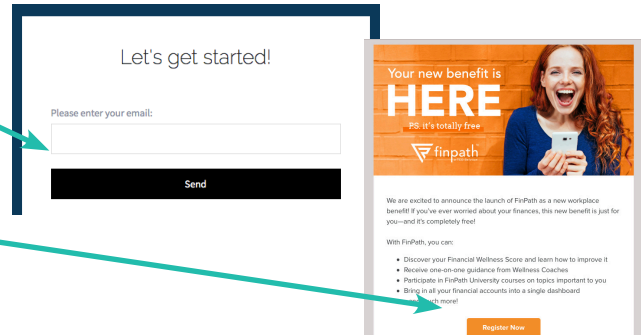 Let's get started!
Please enter your email:
Send
Your new benefit is
HERE
PS. it's totally free
finpath
We are excited to announce the launch of FinPath as a new workplace
benefit! If you've ever worried about your finances, this new benefit is just for
you—and it's completely free!
With FinPath, you can:
• Discover your Financial Wellness Score and learn how to improve it
• Receive one-on-one guidance from Wellness Coaches
• Participate in FinPath University courses on topics important to you
• Bring in all your financial accounts into a single dashboard
much more!
Register Now